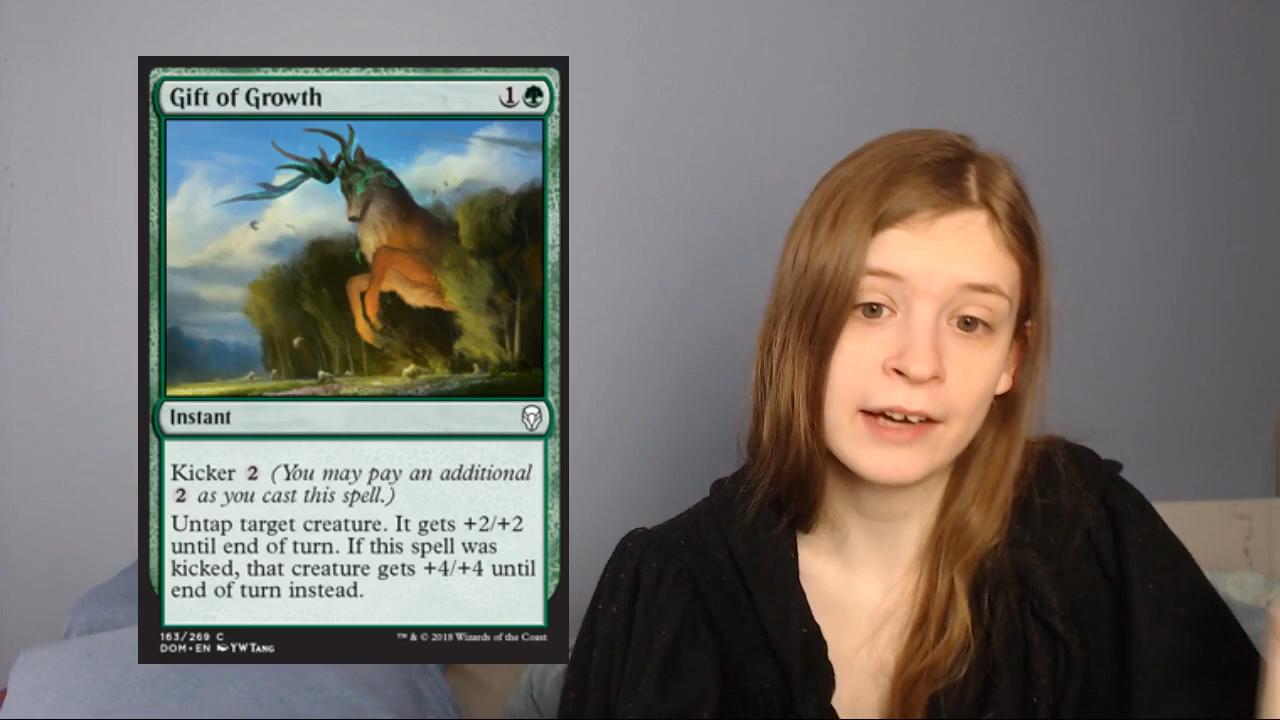 Gift of Growth 1
Instant
Kicker 2 (You may pay an additional
2 as you cast this spell.)
Untap target creature. It gets +2/+2
until end of turn. If this spell was
kicked, that creature gets +4/+4 until
end of turn instead.
163/269 C
™ & © 2018 Wizards of the Coast
DOM • EN YW Tang